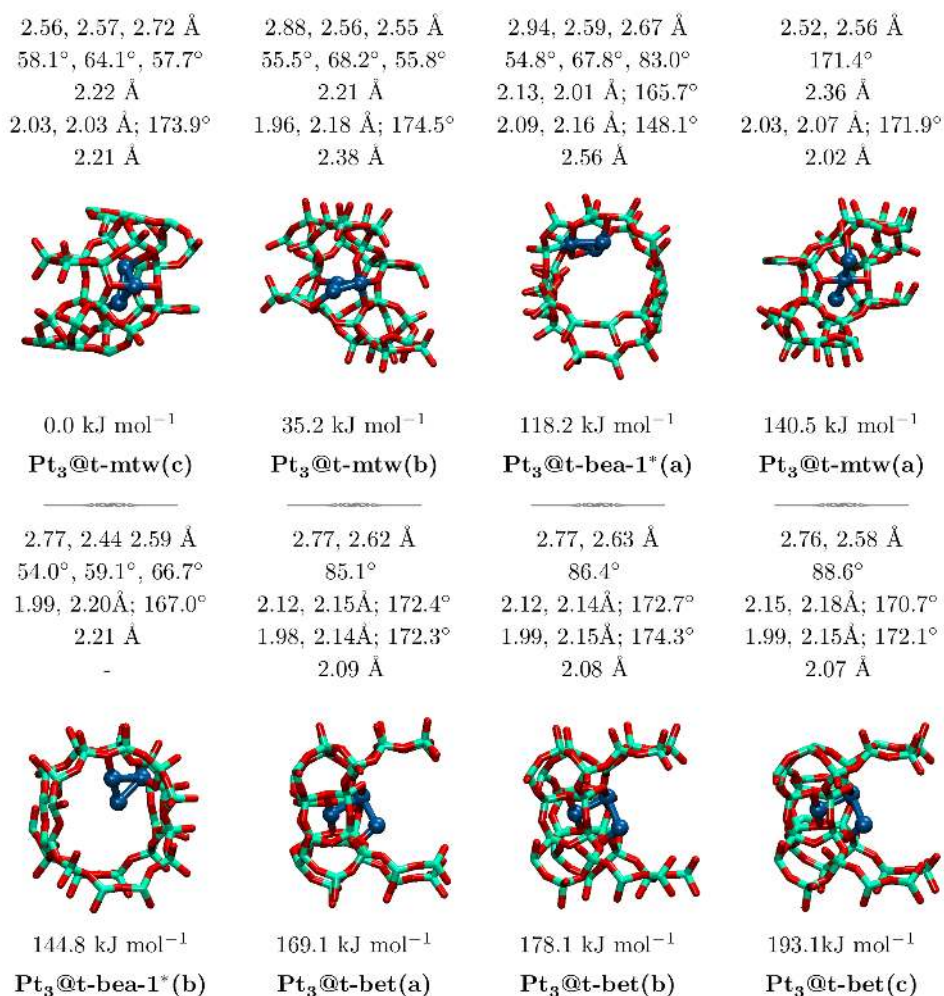 2.56, 2.57, 2.72 Å 2.88, 2.56, 2.55 Å 2.94, 2.59, 2.67 Å 2.52, 2.56 Å
58.1°, 64.1°, 57.7° 55.5°, 68.2°, 55.8° 54.8°, 67.8°, 83.0° 171.4°
2.22 Å 2.21 Å 2.13, 2.01 Å; 165.7° 2.36 Å
2.03, 2.03 Å; 173.9° 1.96, 2.18 Å; 174.5° 2.09, 2.16 Å; 148.1° 2.03, 2.07 Å; 171.9°
2.21 Å 2.38 Å 2.56 Å 2.02 Å
0.0 kJ mol⁻¹ 35.2 kJ mol⁻¹ 118.2 kJ mol⁻¹ 140.5 kJ mol⁻¹
Pt₃@t-mtw(c) Pt₃@t-mtw(b) Pt₃@t-bea-1*(a) Pt₃@t-mtw(a)
2.77, 2.44 2.59 Å 2.77, 2.62 Å 2.77, 2.63 Å 2.76, 2.58 Å
54.0°, 59.1°, 66.7° 85.1° 86.4° 88.6°
1.99, 2.20Å; 167.0° 2.12, 2.15Å; 172.4° 2.12, 2.14Å; 172.7° 2.15, 2.18Å; 170.7°
2.21 Å 1.98, 2.14Å; 172.3° 1.99, 2.15Å; 174.3° 1.99, 2.15Å; 172.1°
- 2.09 Å 2.08 Å 2.07 Å
144.8 kJ mol⁻¹ 169.1 kJ mol⁻¹ 178.1 kJ mol⁻¹ 193.1kJ mol⁻¹
Pt₃@t-bea-1*(b) Pt₃@t-bet(a) Pt₃@t-bet(b) Pt₃@t-bet(c)